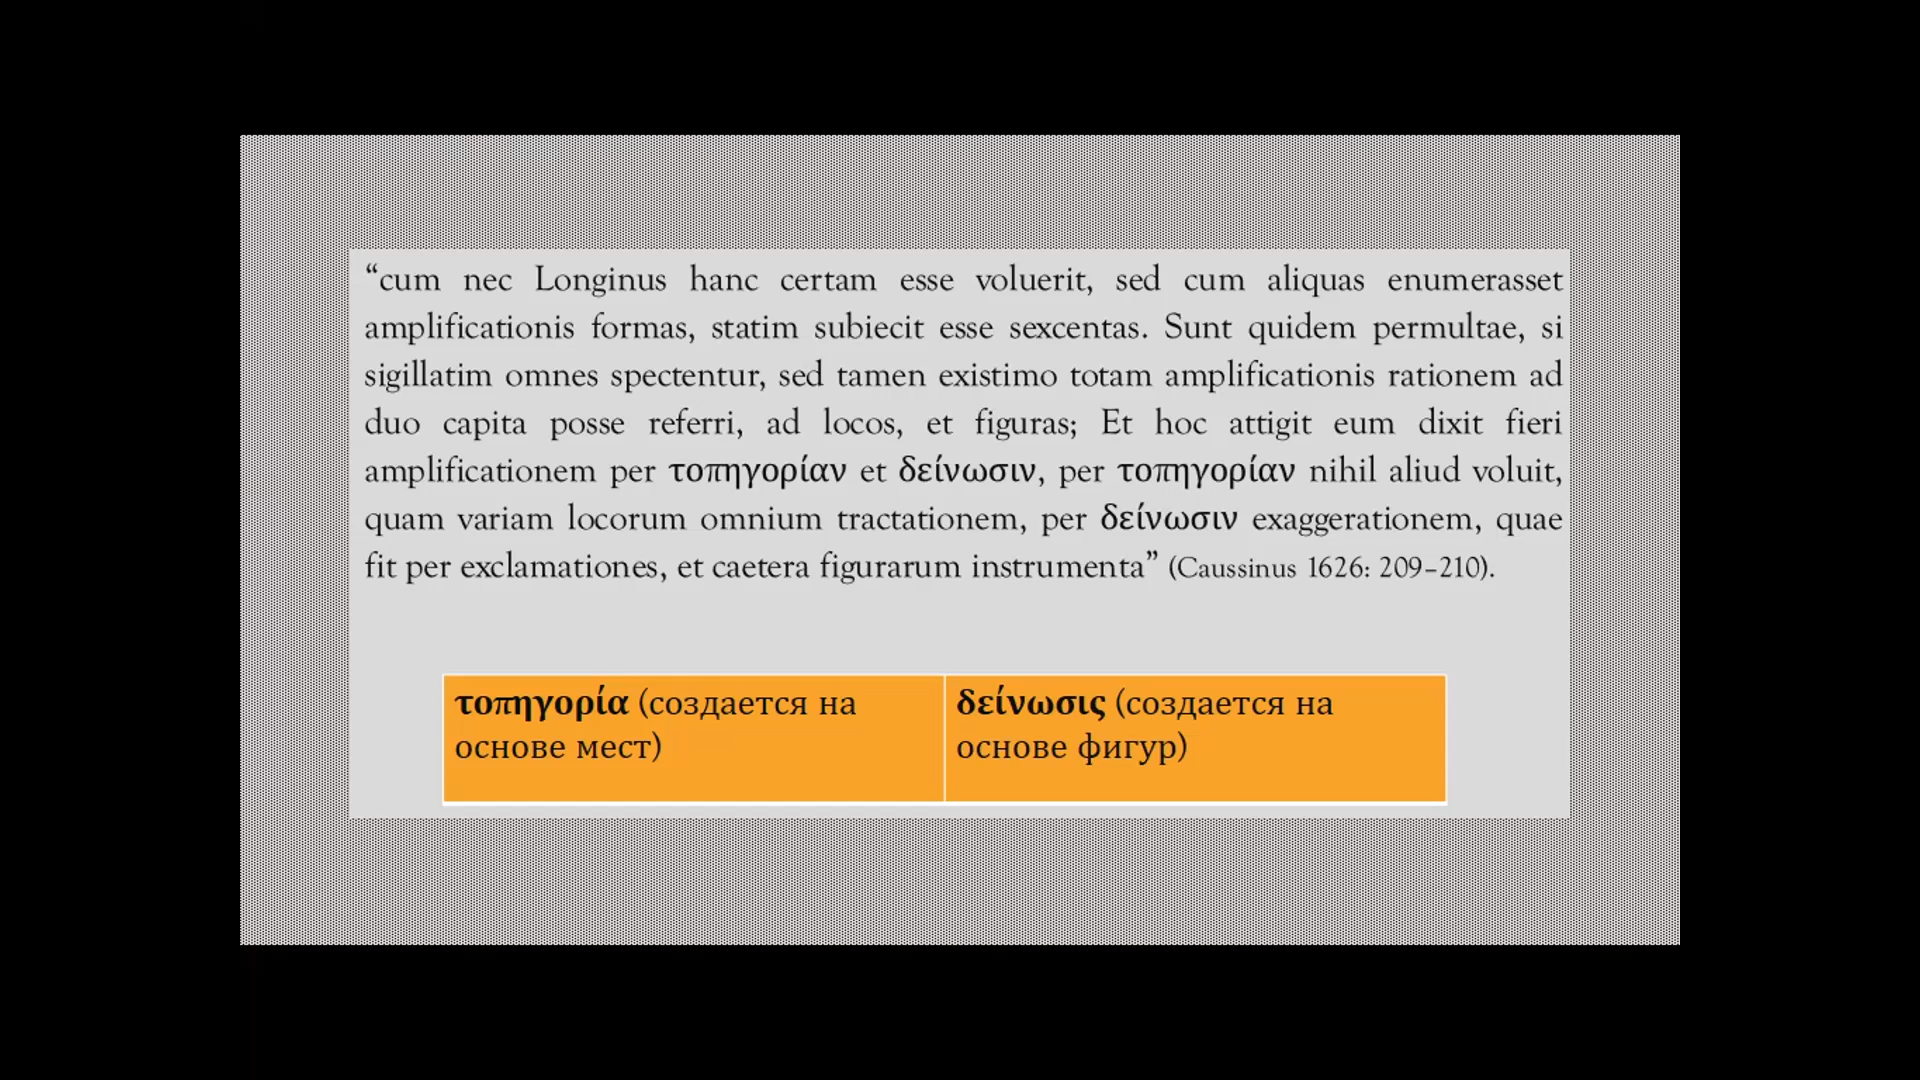 “cum nec Longinus hanc certam esse voluerit, sed cum aliquas enumerasset
amplificationis formas, statim subiecit esse sexcentas. Sunt quidem permultae, si
sigillatim omnes spectentur, sed tamen existimo totam amplificationis rationem ad
duo capita posse referri, ad locos, et figuras; Et hoc attigit eum dixit fieri
amplificationem per τοπηγορίαν et δείνωσιν, per τοπηγορίαν nihil aliud voluit,
quam variam locorum omnium tractationem, per δείνωσιν exaggerationem, quae
fit per exclamationes, et caetera figurarum instrumenta” (Caussinus 1626: 209–210).
τοπηγορία (создается на
основе мест)
δείνωσις (создается на
основе фигур)